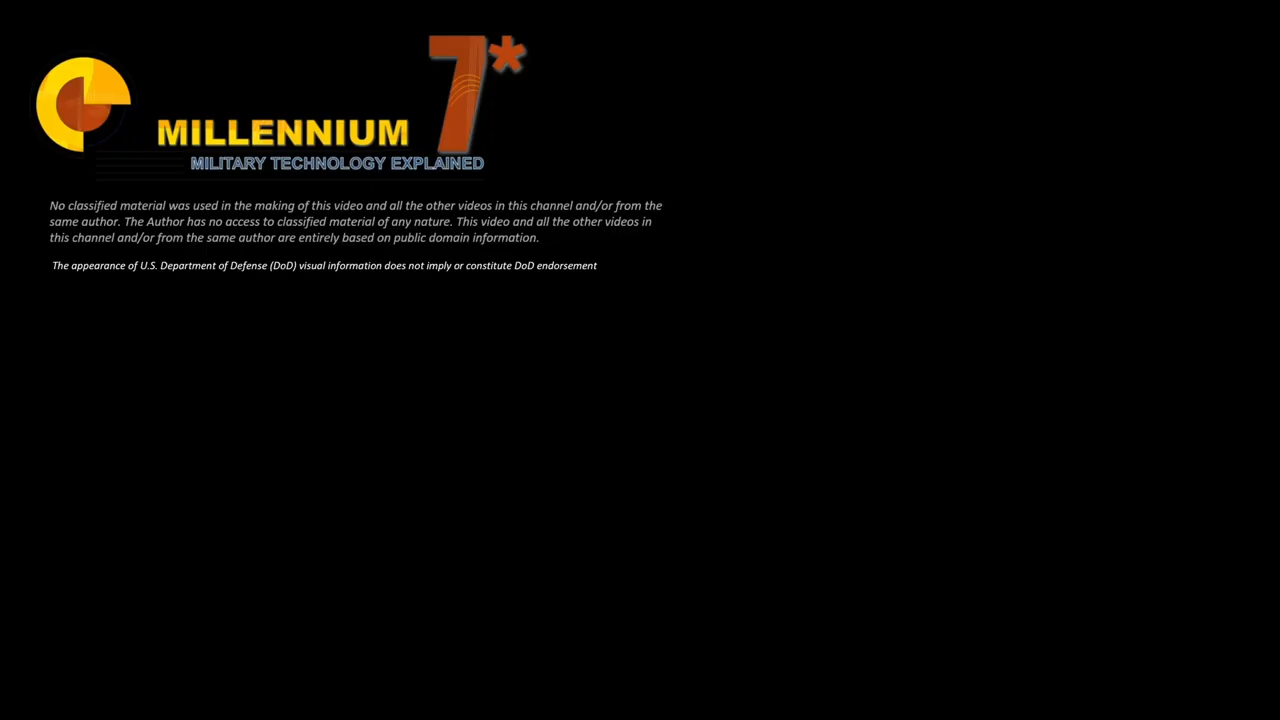 MILLENNIUM 7*
MILITARY TECHNOLOGY EXPLAINED
No classified material was used in the making of this video and all the other videos in this channel and/or from the
same author. The Author has no access to classified material of any nature. This video and all the other videos in
this channel and/or from the same author are entirely based on public domain information.
The appearance of U.S. Department of Defense (DoD) visual information does not imply or constitute DoD endorsement